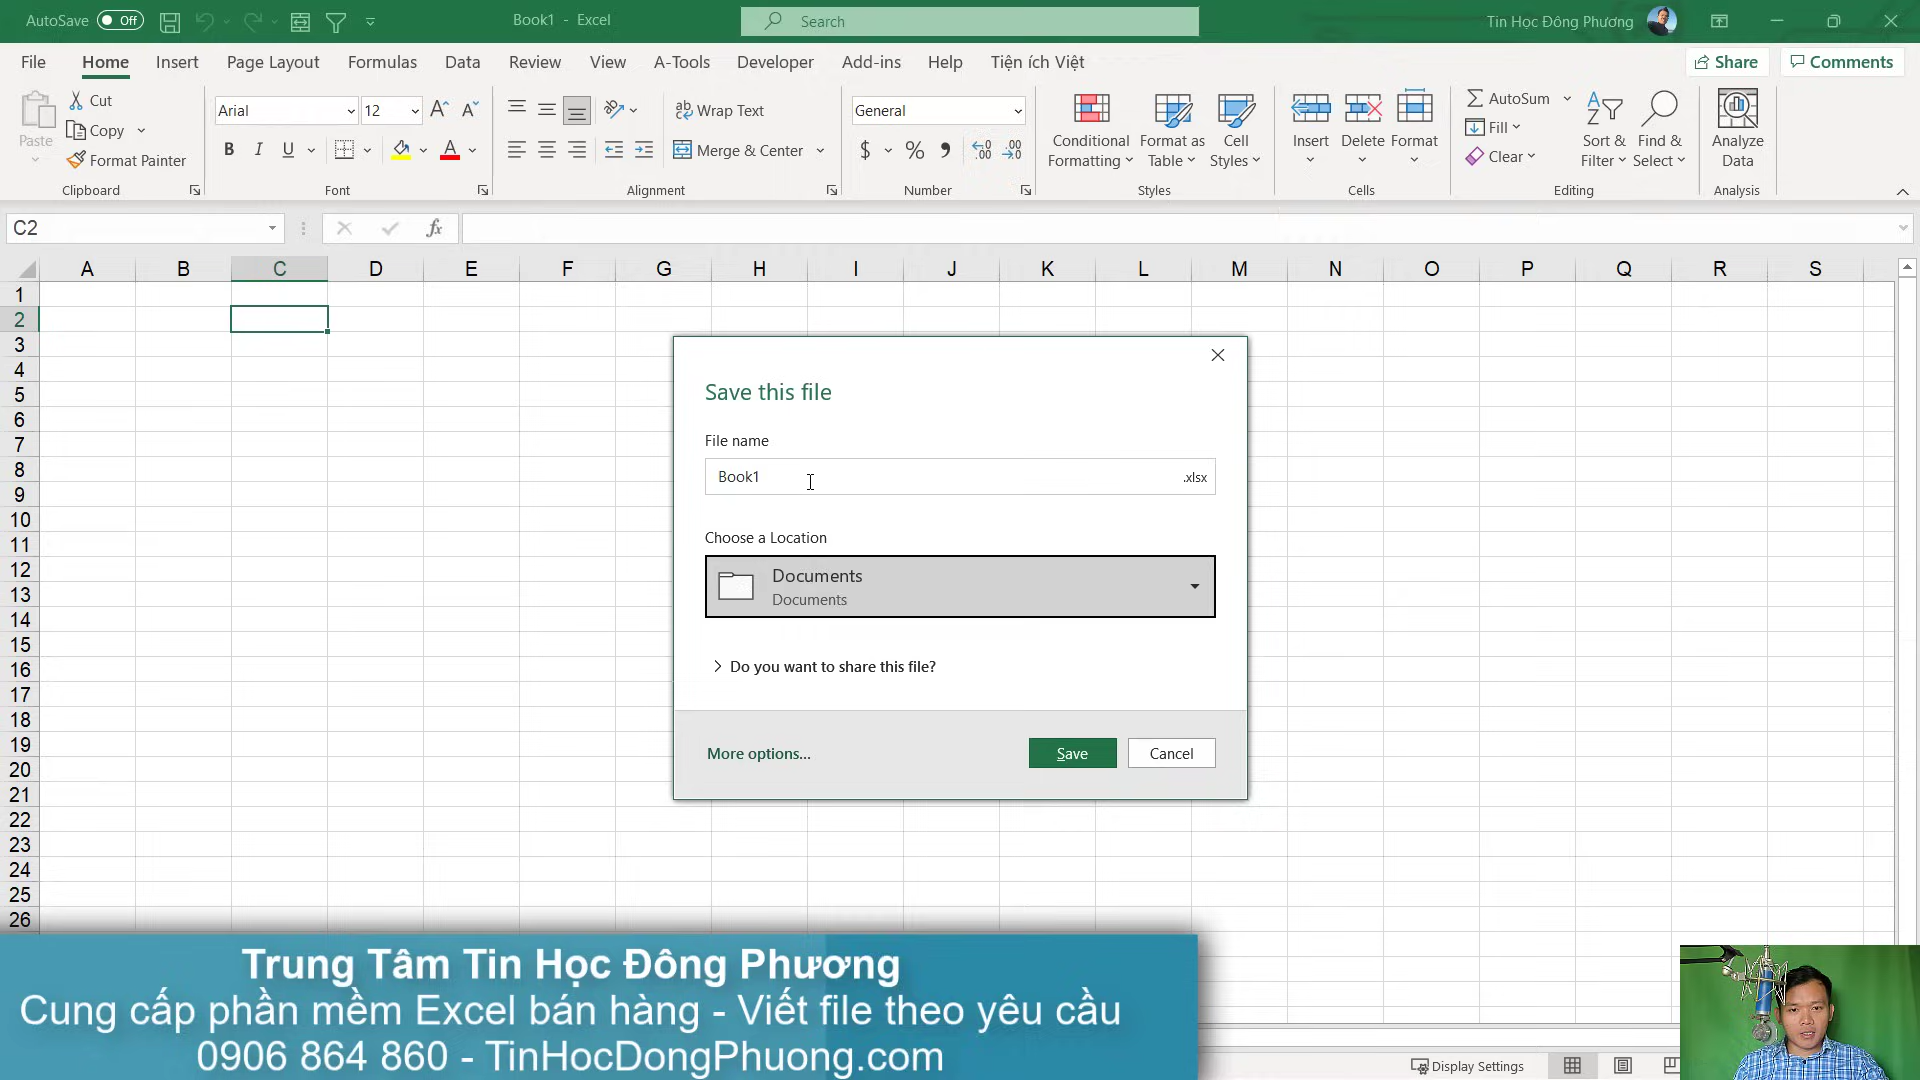 AutoSave Off Book1 - Excel Search Tin Học Đông Phương
File Home Insert Page Layout Formulas Data Review View A-Tools Developer Add-ins Help Tiện ích Việt Share Comments
Paste Cut Copy Format Painter
Clipboard
Arial 12
B I U A
Font
ab Wrap Text
Merge & Center
Alignment
General
$ % 9 .00
Number
Conditional Formatting
Format as Table
Cell Styles
Styles
Insert Delete Format
Cells
AutoSum
Fill
Clear
Sort & Filter
Find & Select
Editing
Analyze Data
Analysis
C2 fx
A B C D E F G H I J K L M N O P Q R S
1
2
3
4
5
6
7
8
9
10
11
12
13
14
15
16
17
18
19
20
21
22
23
24
25
26
Save this file
File name
Book1 .xlsx
Choose a Location
Documents
Documents
Do you want to share this file?
More options... Save Cancel
Trung Tâm Tin Học Đông Phương
Cung cấp phần mềm Excel bán hàng - Viết file theo yêu cầu
0906 864 860 - TinHocDongPhuong.com
Display Settings